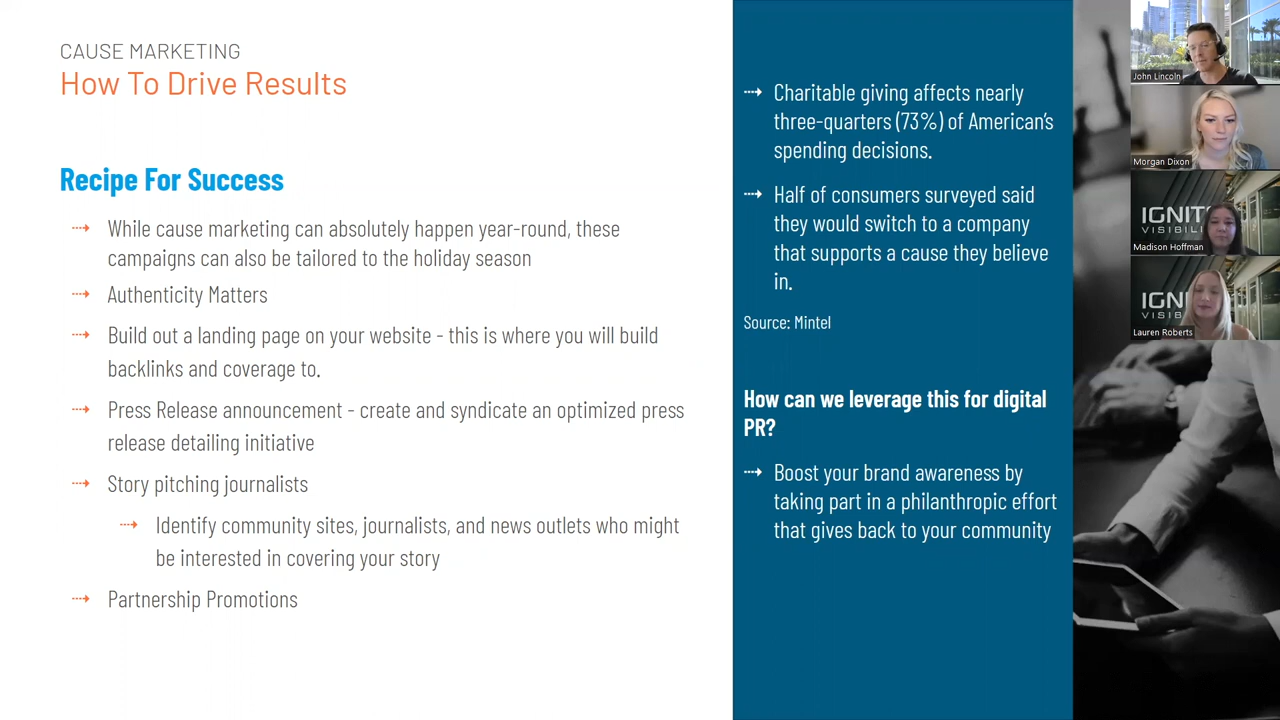 CAUSE MARKETING
How To Drive Results
Recipe For Success
While cause marketing can absolutely happen year-round, these
campaigns can also be tailored to the holiday season
Authenticity Matters
Build out a landing page on your website - this is where you will build
backlinks and coverage to.
Press Release announcement - create and syndicate an optimized press
release detailing initiative
Story pitching journalists
Identify community sites, journalists, and news outlets who might
be interested in covering your story
Partnership Promotions
Charitable giving affects nearly
three-quarters (73%) of American's
spending decisions.
Half of consumers surveyed said
they would switch to a company
that supports a cause they believe
in.
Source: Mintel
How can we leverage this for digital
PR?
Boost your brand awareness by
taking part in a philanthropic effort
that gives back to your community
John Lincoln
Morgan Dixon
IGNIT
VISIBILI
Madison Hoffman
IGNI
VISIB
Lauren Roberts